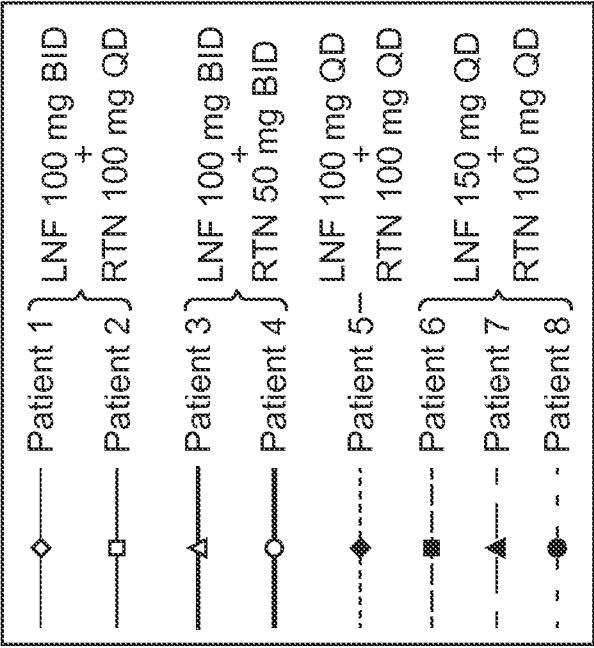 Patient 1
Patient 2
LNF 100 mg BID
+
RTN 100 mg QD
Patient 3
Patient 4
LNF 100 mg BID
+
RTN 50 mg BID
Patient 5–
LNF 100 mg QD
+
RTN 100 mg QD
Patient 6
Patient 7
Patient 8
LNF 150 mg QD
+
RTN 100 mg QD